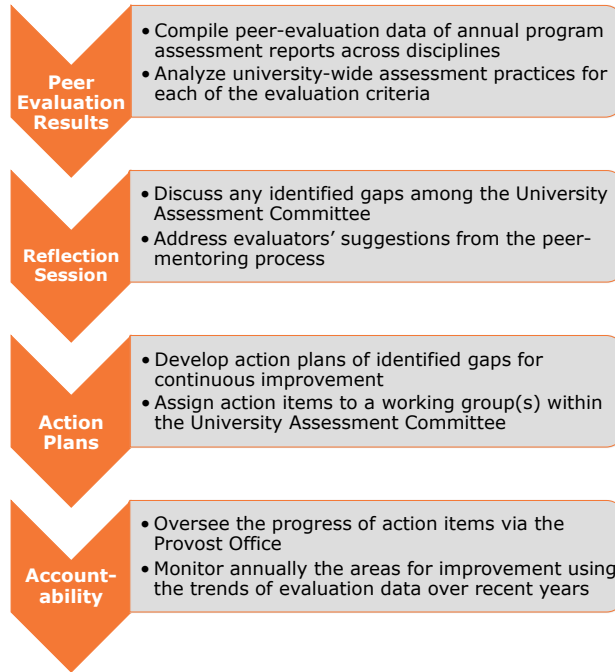 Peer
Evaluation
Results
• Compile peer-evaluation data of annual program
assessment reports across disciplines
• Analyze university-wide assessment practices for
each of the evaluation criteria
Reflection
Session
• Discuss any identified gaps among the University
Assessment Committee
• Address evaluators’ suggestions from the peer-
mentoring process
Action
Plans
• Develop action plans of identified gaps for
continuous improvement
• Assign action items to a working group(s) within
the University Assessment Committee
Account-
ability
• Oversee the progress of action items via the
Provost Office
• Monitor annually the areas for improvement using
the trends of evaluation data over recent years